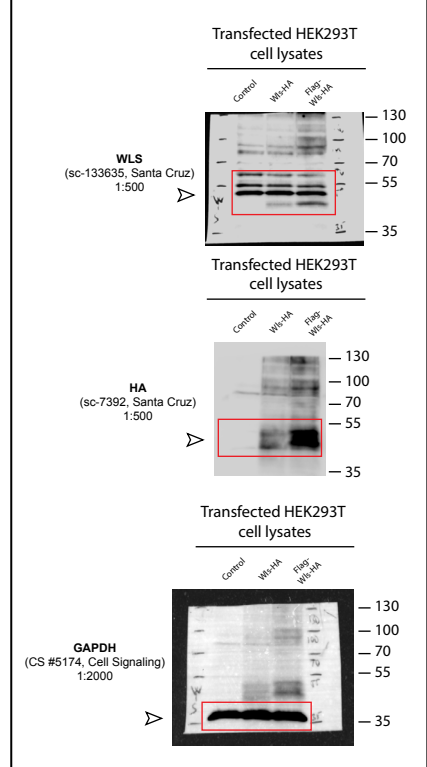 Transfected HEK293T
cell lysates
Control
Wls-HA
Flag-
Wls-HA
WLS
(sc-133635, Santa Cruz)
1:500
130
100
70
55
35
Transfected HEK293T
cell lysates
Control
Wls-HA
Flag-
Wls-HA
HA
(sc-7392, Santa Cruz)
1:500
130
100
70
55
35
Transfected HEK293T
cell lysates
Control
Wls-HA
Flag-
Wls-HA
GAPDH
(CS #5174, Cell Signaling)
1:2000
130
100
70
55
35